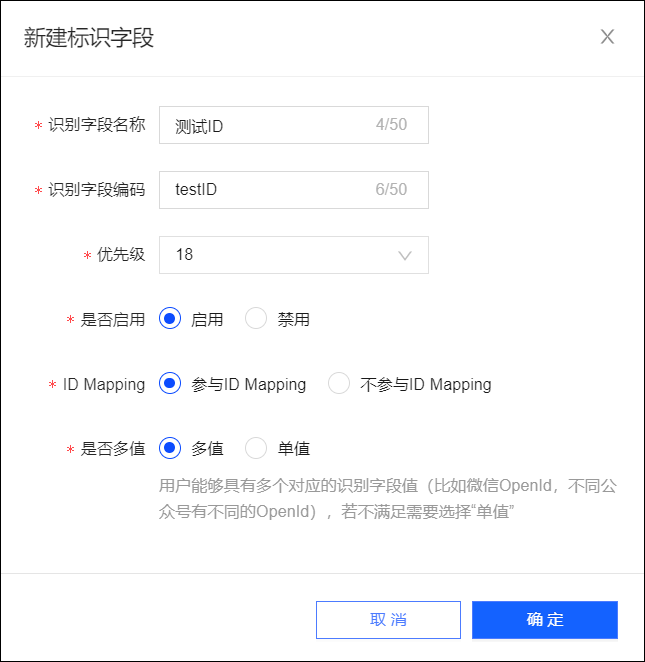 新建标识字段
* 识别字段名称 测试ID 4/50
* 识别字段编码 testID 6/50
* 优先级 18
* 是否启用 启用 禁用
* ID Mapping 参与ID Mapping 不参与ID Mapping
* 是否多值 多值 单值
用户能够具有多个对应的识别字段值（比如微信OpenId，不同公
众号有不同的OpenId），若不满足需要选择“单值”
取 消 确 定